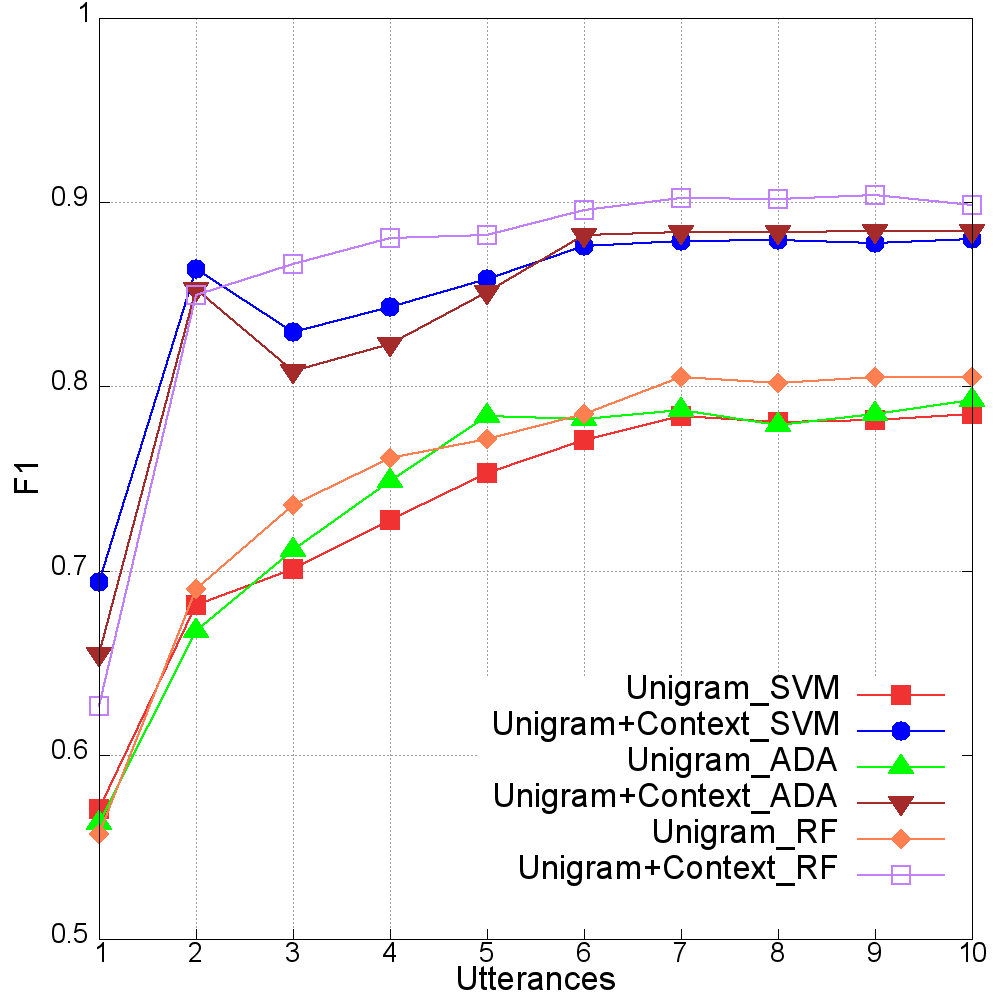 1
0.9
0.8
0.7
0.6
0.5
F1
Unigram_SVM
Unigram+Context_SVM
Unigram_ADA
Unigram+Context_ADA
Unigram_RF
Unigram+Context_RF
1 2 3 4 5 6 7 8 9 10
Utterances